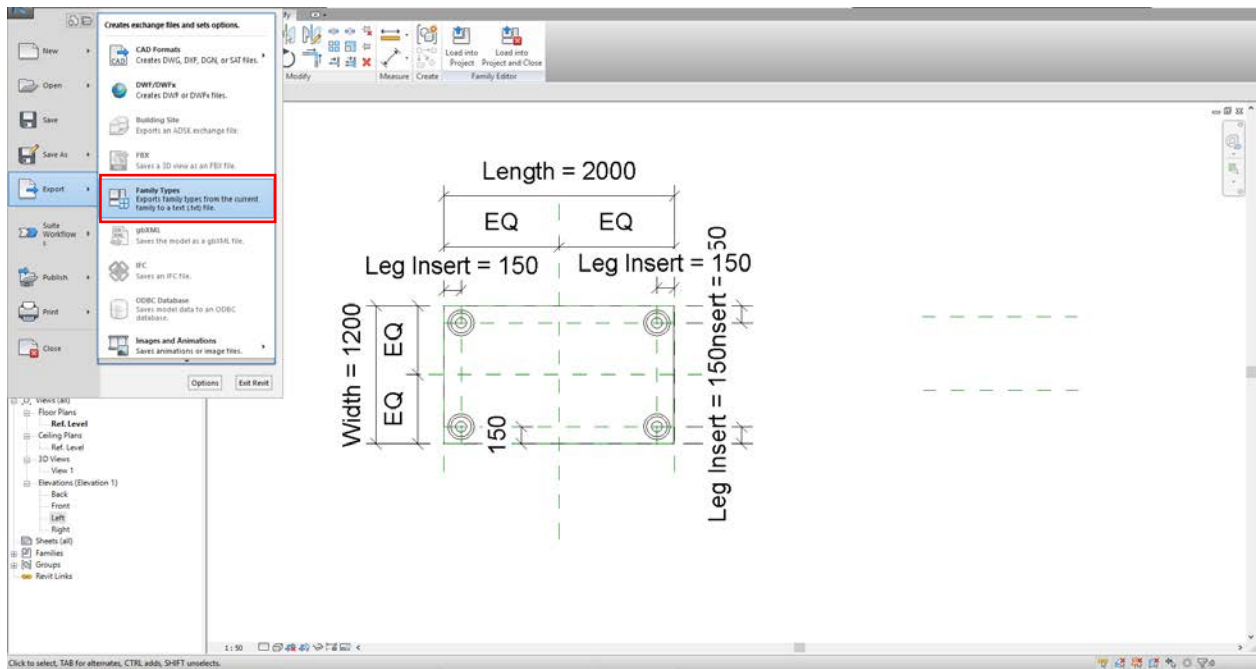 Creates exchange files and sets options.
New
CAD Formats
CAD
Creates DWG, DXF, DGN, or SAT files.
Open
DWF/DWFx
Creates DWF or DWFx files.
Save
Building Site
Exports an ADSK exchange file.
Save As
FBX
Saves a 3D view as an FBX file.
Export
Family Types
Exports family types from the current
family to a text (.txt) file.
Suite
Workflow
s
gbXML
Saves the model as a gbXML file.
IFC
Saves an IFC file.
Publish
ODBC Database
Saves model data to an ODBC
database.
Print
Images and Animations
Saves animations or image files.
Close
Options
Exit Revit
Modify
Measure
Create
Load into
Project
Load into
Project and Close
Family Editor
Views (all)
Floor Plans
Ref. Level
Ceiling Plans
Ref. Level
3D Views
View 1
Elevations (Elevation 1)
Back
Front
Left
Right
Sheets (all)
Families
Groups
Revit Links
Length = 2000
EQ
EQ
Leg Insert = 150
Leg Insert = 150
Width = 1200
EQ
EQ
150
Leg Insert = 150nsert = 150
1 : 50
Click to select, TAB for alternates, CTRL adds, SHIFT unselects.
:0